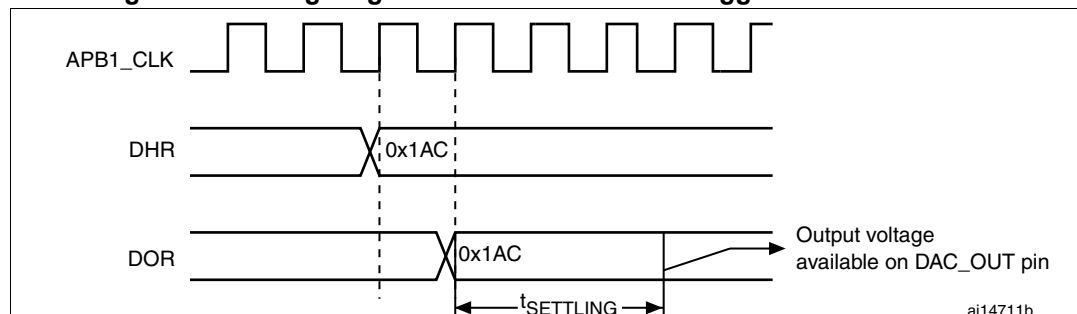 APB1_CLK
DHR
0x1AC
DOR
0x1AC
Output voltage
available on DAC_OUT pin
tSETTLING
ai14711b